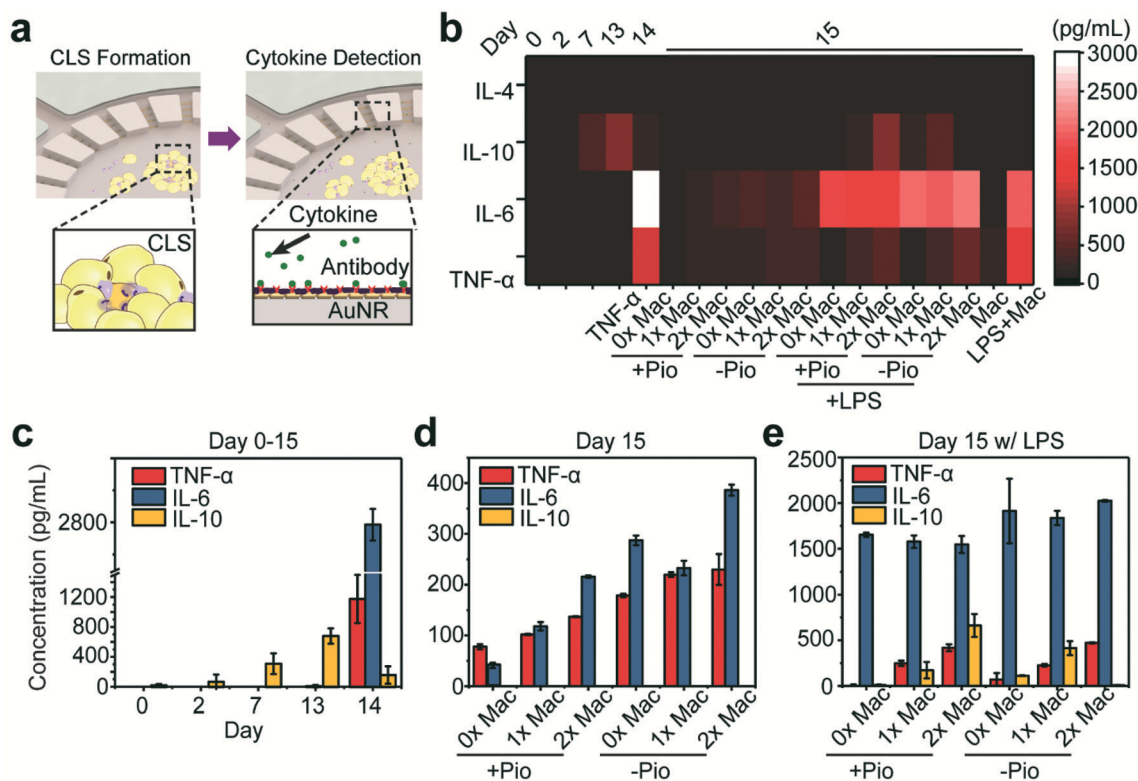 a
CLS Formation
Cytokine Detection
CLS
Cytokine
Antibody
AuNR
b
(pg/mL)
Day
0
2
7
13
14
15
IL-4
IL-10
IL-6
TNF-α
3000
2500
2000
1500
1000
500
0
TNF-α
0x Mac
1x Mac
2x Mac
0x Mac
1x Mac
2x Mac
0x Mac
1x Mac
2x Mac
0x Mac
1x Mac
2x Mac
Mac
LPS+Mac
+Pio
-Pio
+Pio
-Pio
+LPS
c
Day 0-15
TNF-α
IL-6
IL-10
Concentration (pg/mL)
2800
1200
800
400
0
0
2
7
13
14
Day
d
Day 15
TNF-α
IL-6
IL-10
400
300
200
100
0
0x Mac
1x Mac
2x Mac
0x Mac
1x Mac
2x Mac
+Pio
-Pio
e
Day 15 w/ LPS
TNF-α
IL-6
IL-10
2500
2000
1500
1000
500
0
0x Mac
1x Mac
2x Mac
0x Mac
1x Mac
2x Mac
+Pio
-Pio